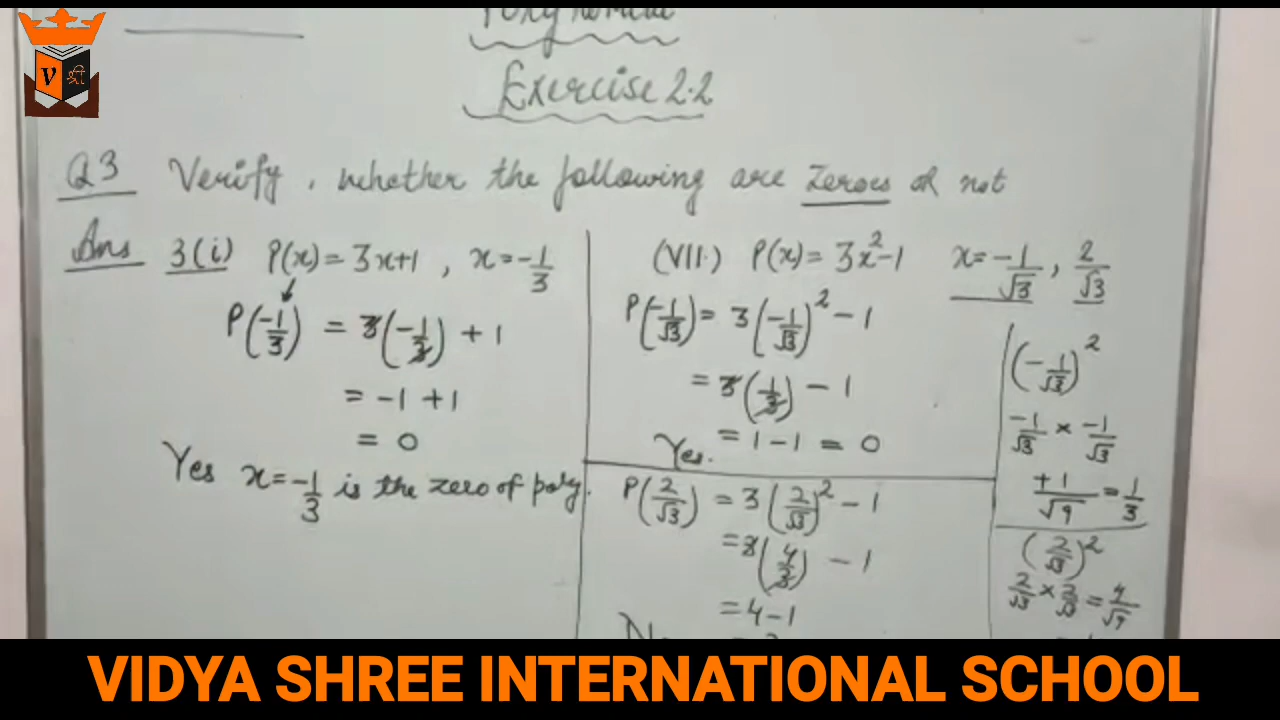 V श्री
Exercise 2.2
Q3 Verify, whether the following are Zeroes or not
Ans 3(i) P(x) = 3x+1 , x = -1/3
P(-1/3) = 3(-1/3) + 1
= -1 + 1
= 0
Yes x = -1/3 is the zero of poly.
(VII.) P(x) = 3x²-1 x = -1/√3 , 2/√3
P(-1/√3) = 3(-1/√3)² - 1
= 3(1/3) - 1
Yes. = 1-1 = 0
P(2/√3) = 3(2/√3)² - 1
= 3(4/3) - 1
= 4-1
(-1/√3)²
-1/√3 × -1/√3
+1/√9 = 1/3
(2/√3)²
2/√3 × 2/√3 = 4/√9
VIDYA SHREE INTERNATIONAL SCHOOL